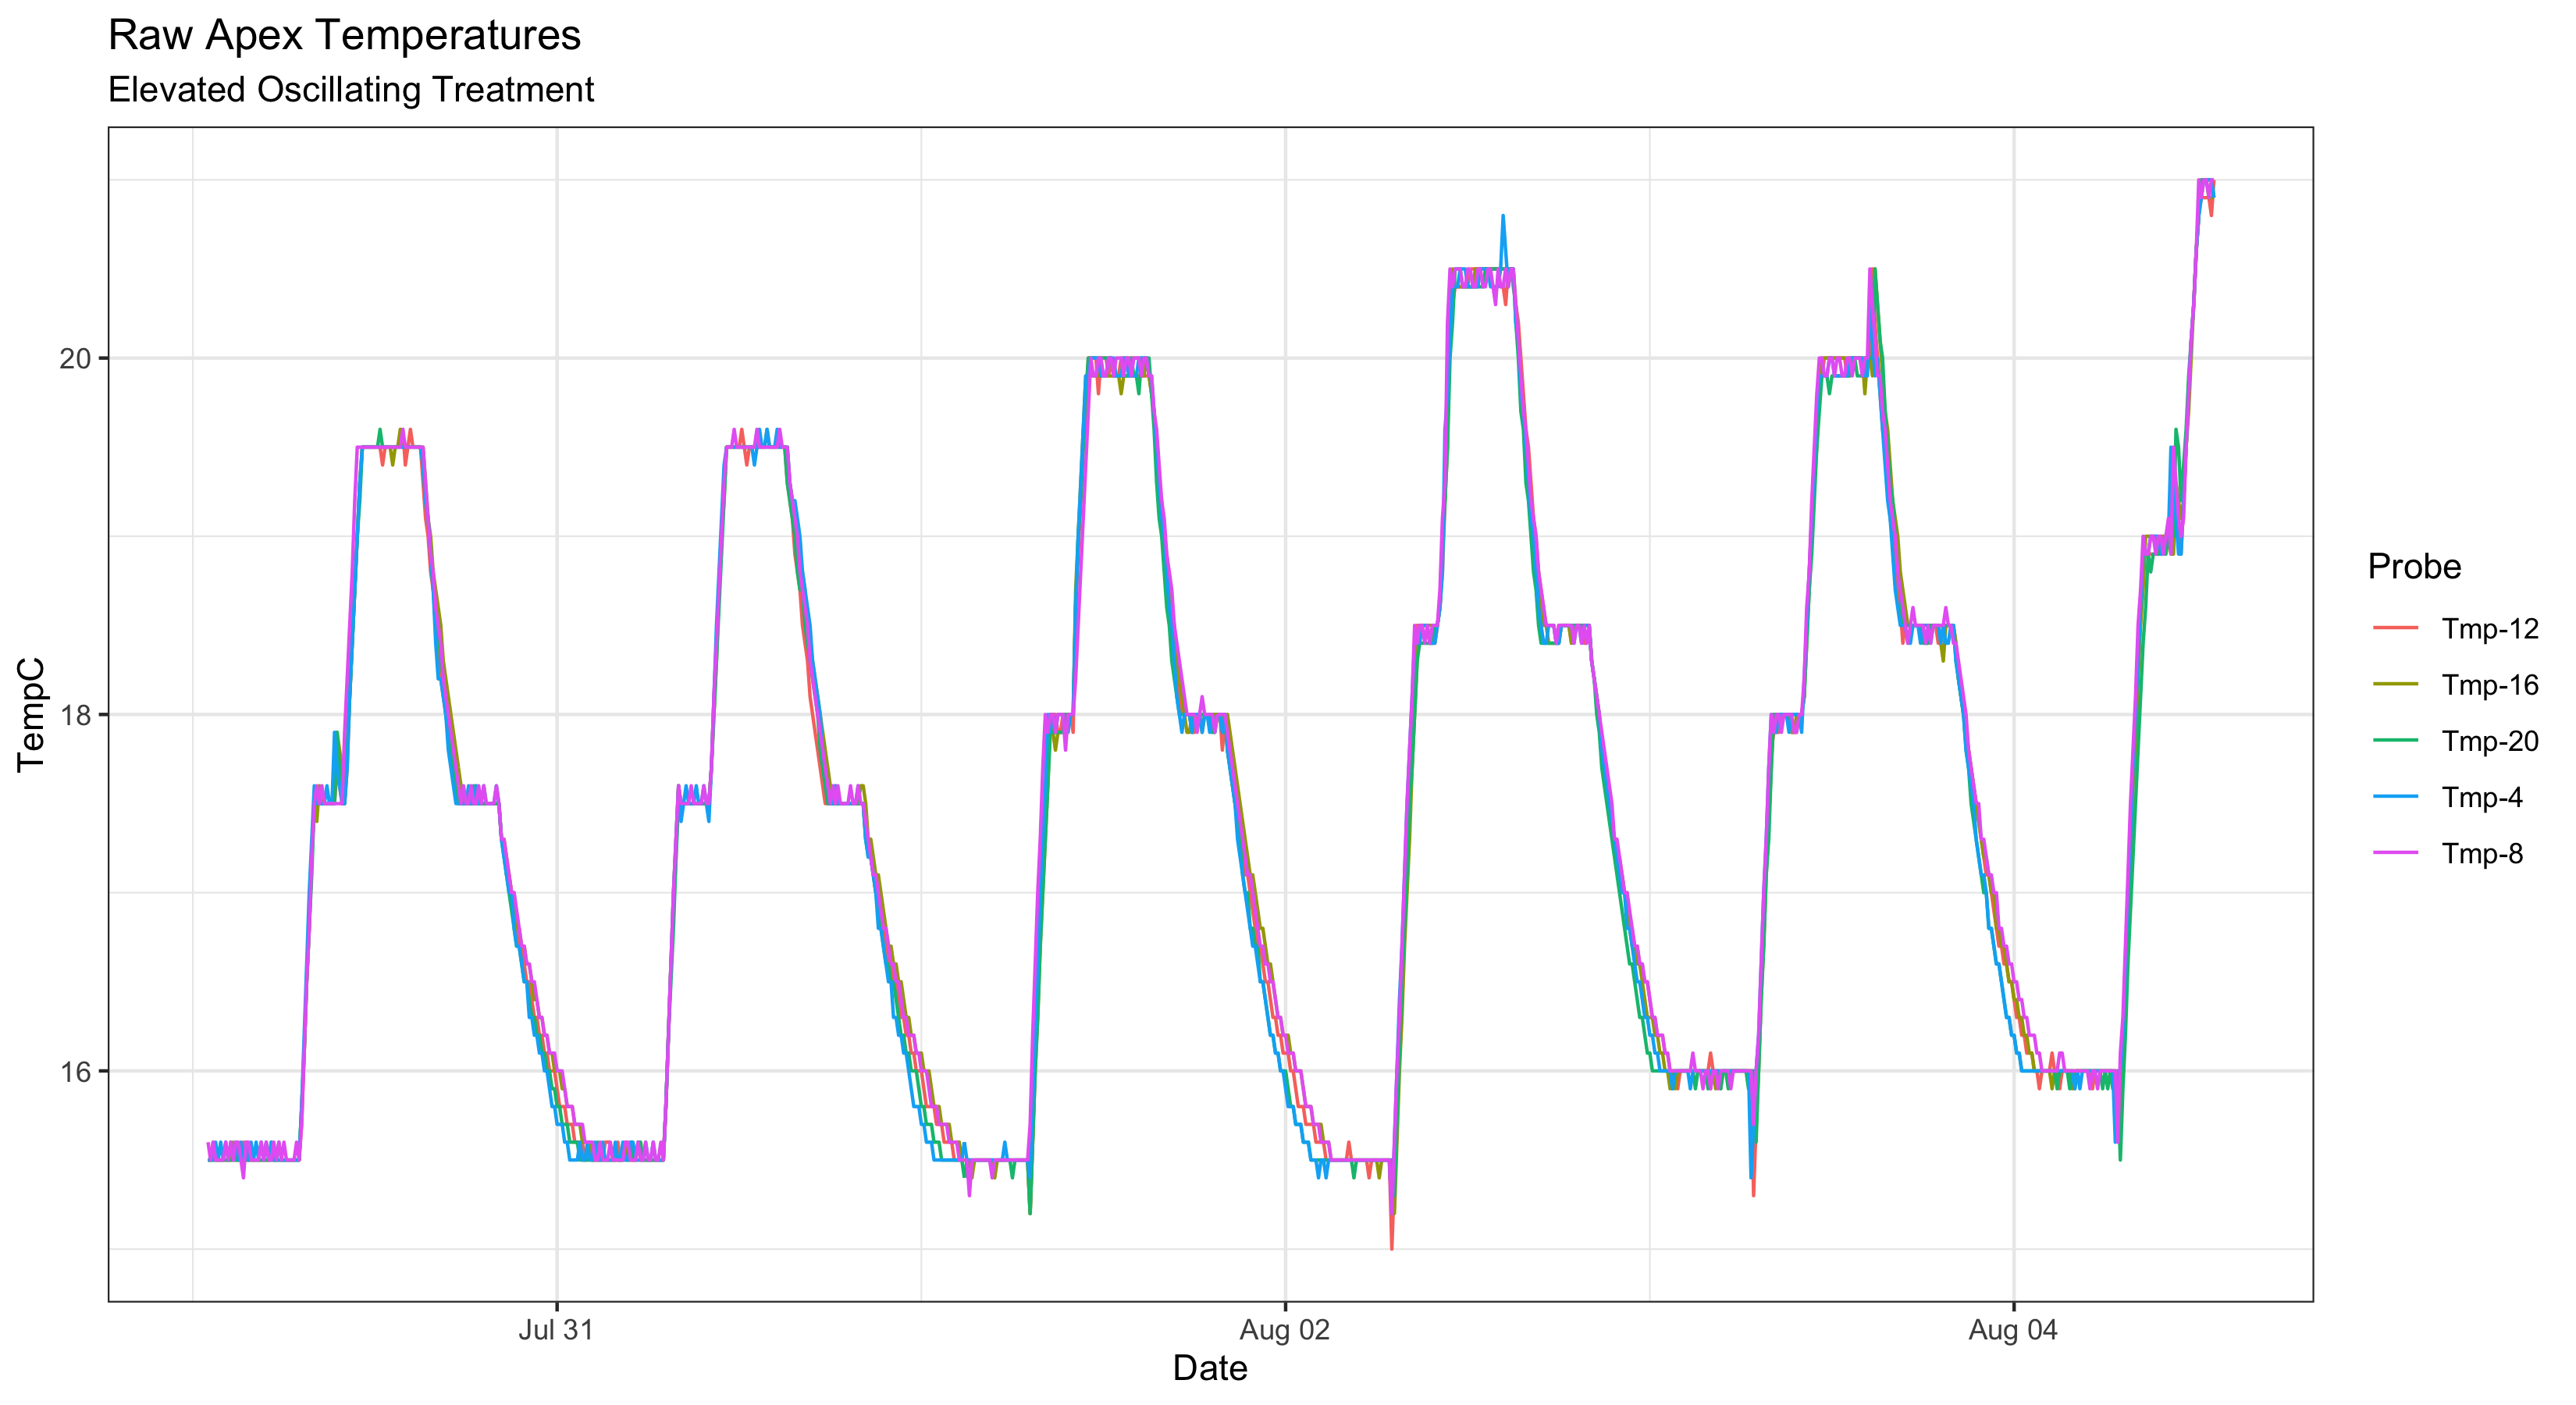 Raw Apex Temperatures
Elevated Oscillating Treatment
TempC
20
18
16
Jul 31
Aug 02
Aug 04
Date
Probe
Tmp-12
Tmp-16
Tmp-20
Tmp-4
Tmp-8